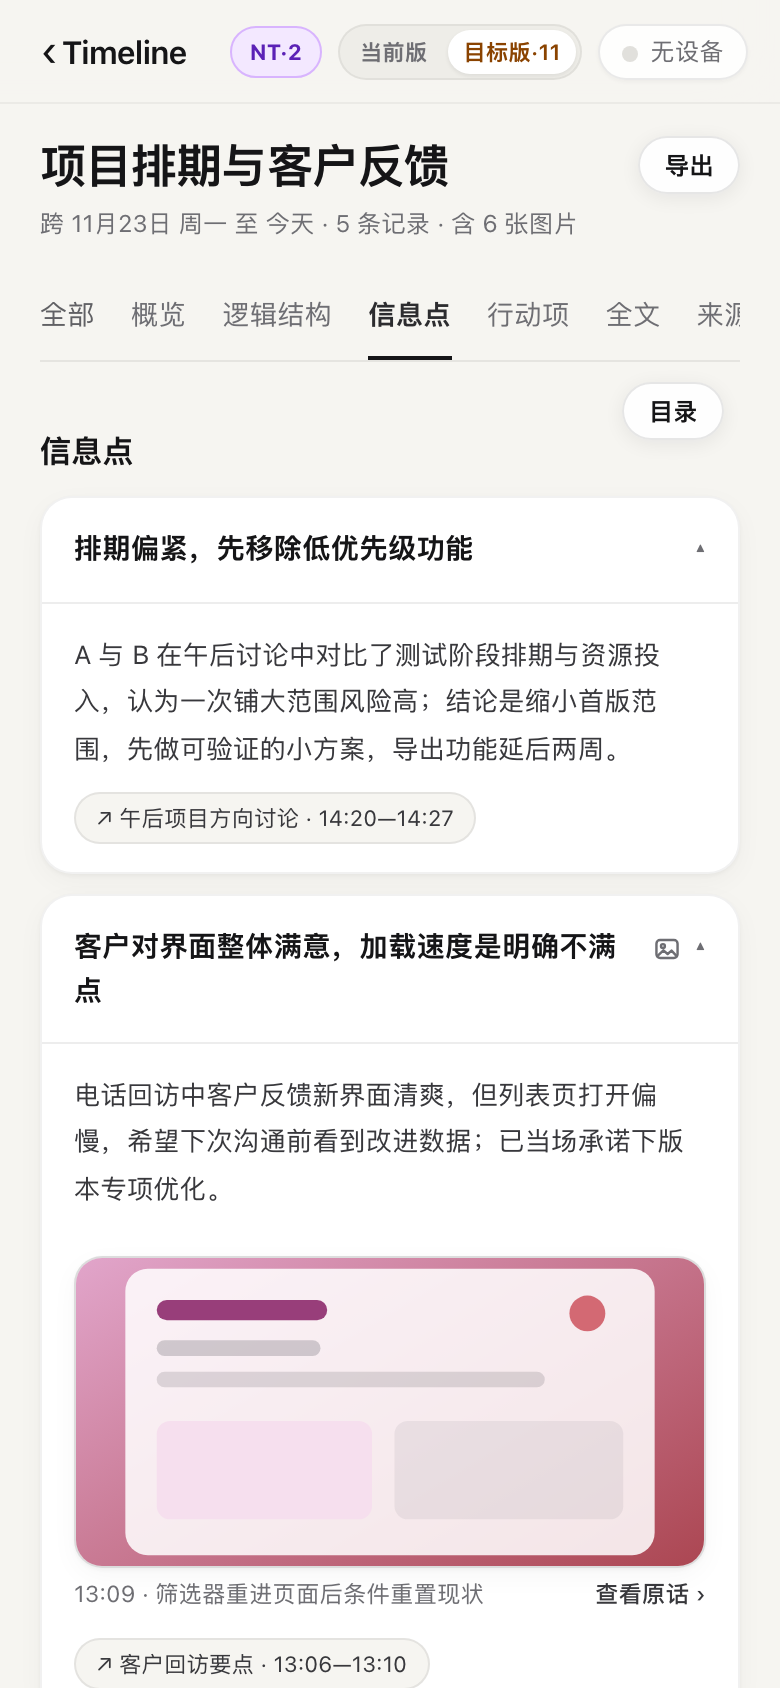 ‹ Timeline
NT·2
当前版
目标版·11
无设备
项目排期与客户反馈
导出
跨 11月23日 周一 至 今天 · 5 条记录 · 含 6 张图片
全部
概览
逻辑结构
信息点
行动项
全文
来源
目录
信息点
排期偏紧，先移除低优先级功能
A 与 B 在午后讨论中对比了测试阶段排期与资源投
入，认为一次铺大范围风险高；结论是缩小首版范
围，先做可验证的小方案，导出功能延后两周。
↗ 午后项目方向讨论 · 14:20—14:27
客户对界面整体满意，加载速度是明确不满
点
电话回访中客户反馈新界面清爽，但列表页打开偏
慢，希望下次沟通前看到改进数据；已当场承诺下版
本专项优化。
13:09 · 筛选器重进页面后条件重置现状
查看原话 ›
↗ 客户回访要点 · 13:06—13:10